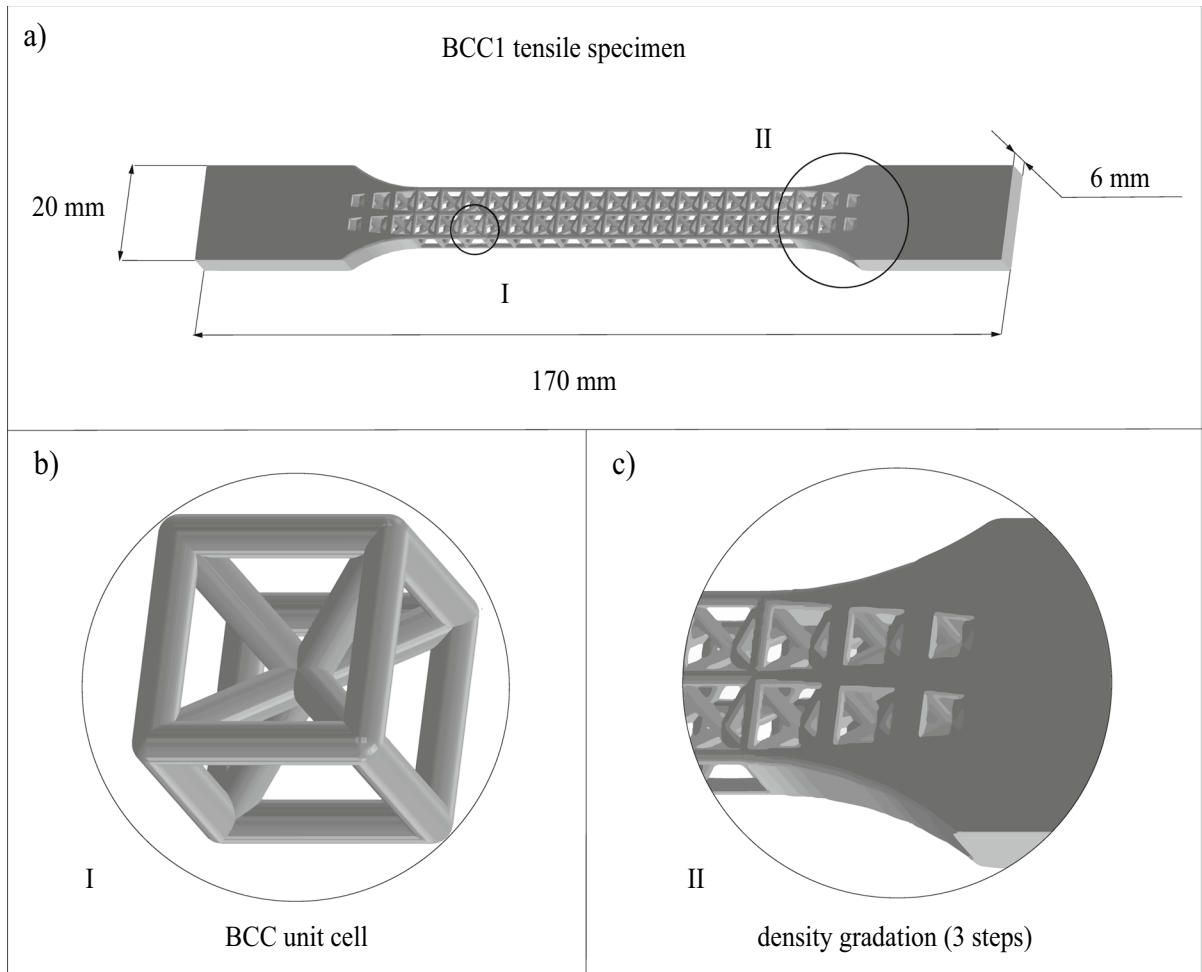 a)
BCC1 tensile specimen
II
20 mm
6 mm
I
170 mm
b)
I
BCC unit cell
c)
II
density gradation (3 steps)